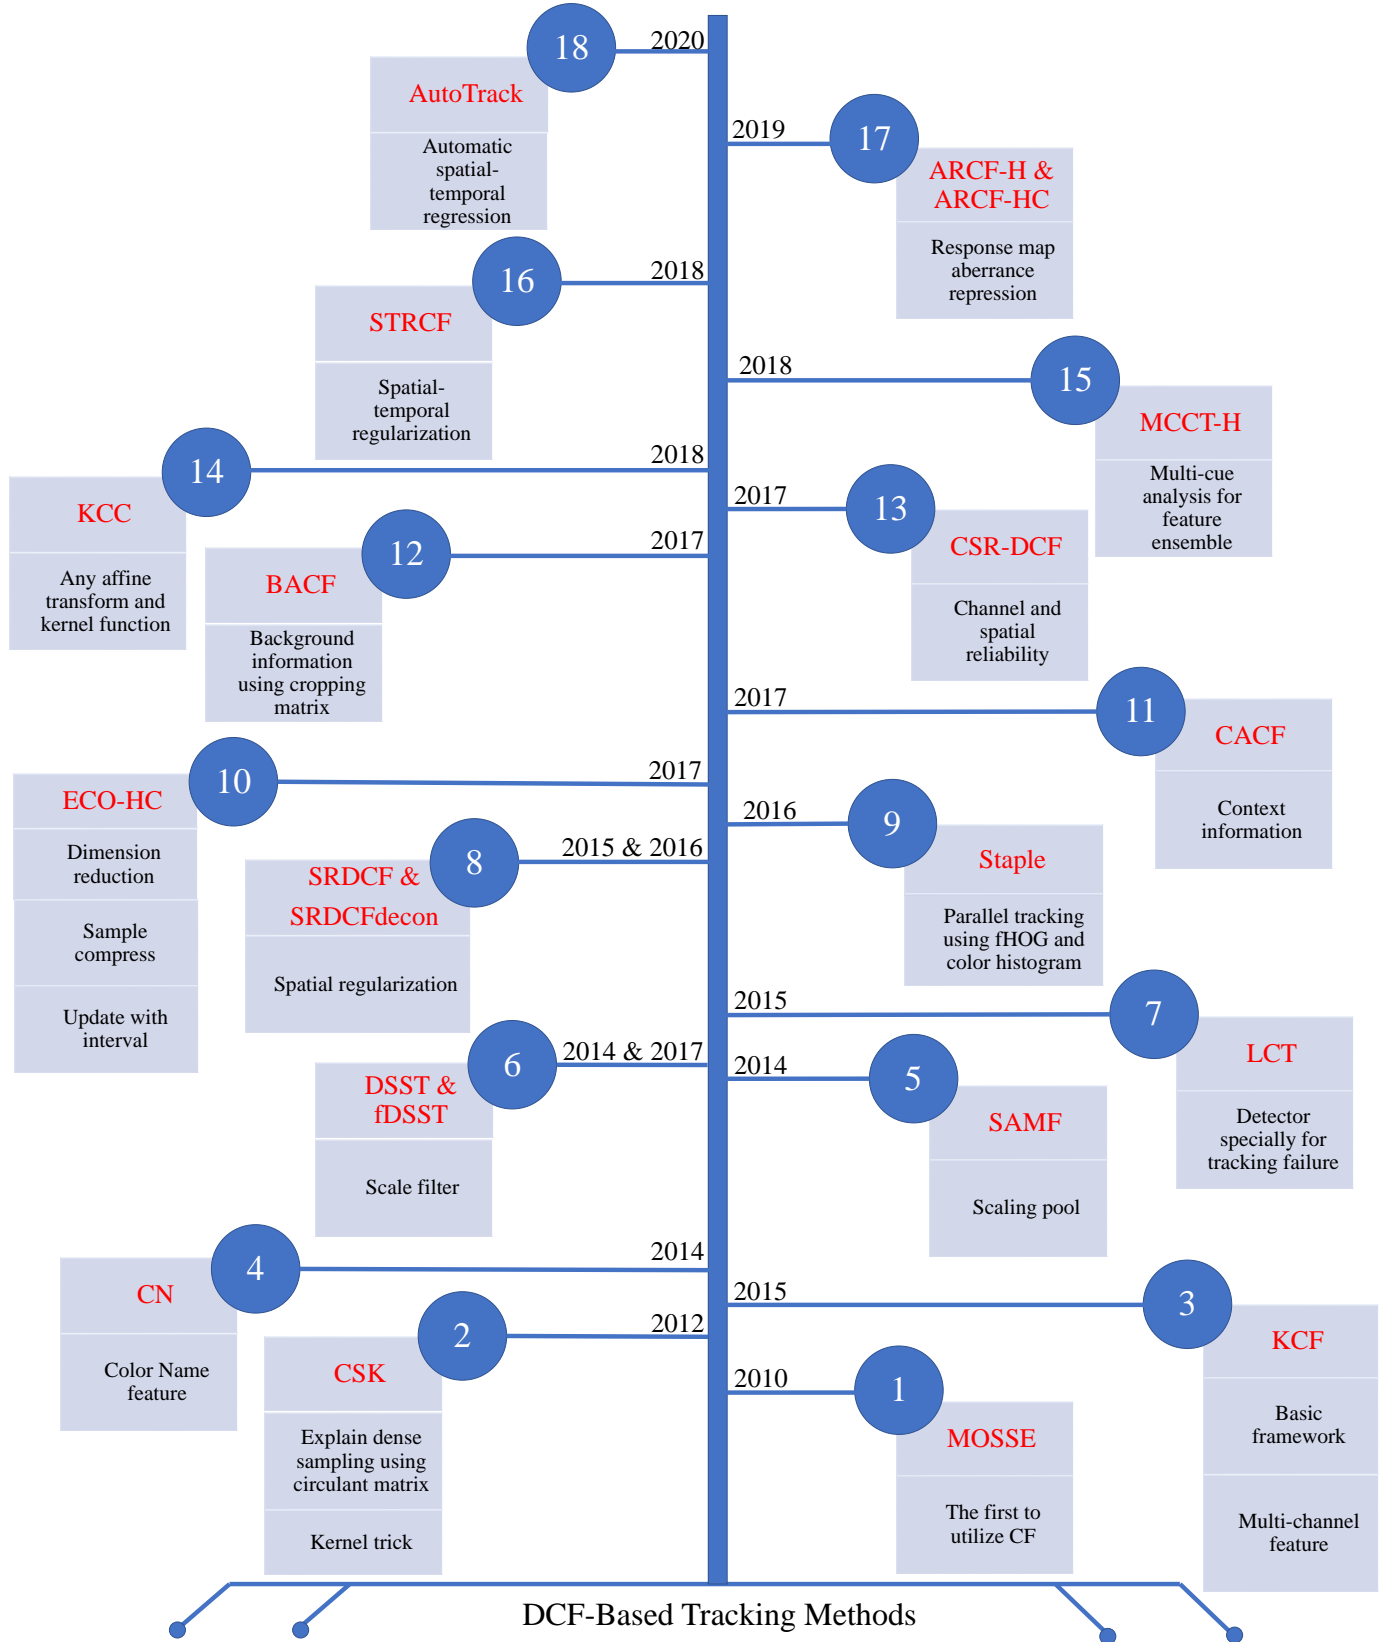 2020
18
AutoTrack
Automatic
spatial-
temporal
regression
2019
17
ARCF-H &
ARCF-HC
Response map
aberrance
repression
2018
16
STRCF
Spatial-
temporal
regularization
2018
15
MCCT-H
Multi-cue
analysis for
feature
ensemble
2018
14
KCC
Any affine
transform and
kernel function
2017
13
CSR-DCF
Channel and
spatial
reliability
2017
12
BACF
Background
information
using cropping
matrix
2017
11
CACF
Context
information
2017
10
ECO-HC
Dimension
reduction
Sample
compress
Update with
interval
2016
9
Staple
Parallel tracking
using fHOG and
color histogram
2015 & 2016
8
SRDCF &
SRDCFdecon
Spatial regularization
2015
7
LCT
Detector
specially for
tracking failure
2014 & 2017
6
DSST &
fDSST
Scale filter
2014
5
SAMF
Scaling pool
2014
4
CN
Color Name
feature
2015
3
KCF
Basic
framework
Multi-channel
feature
2012
2
CSK
Explain dense
sampling using
circulant matrix
Kernel trick
2010
1
MOSSE
The first to
utilize CF
DCF-Based Tracking Methods